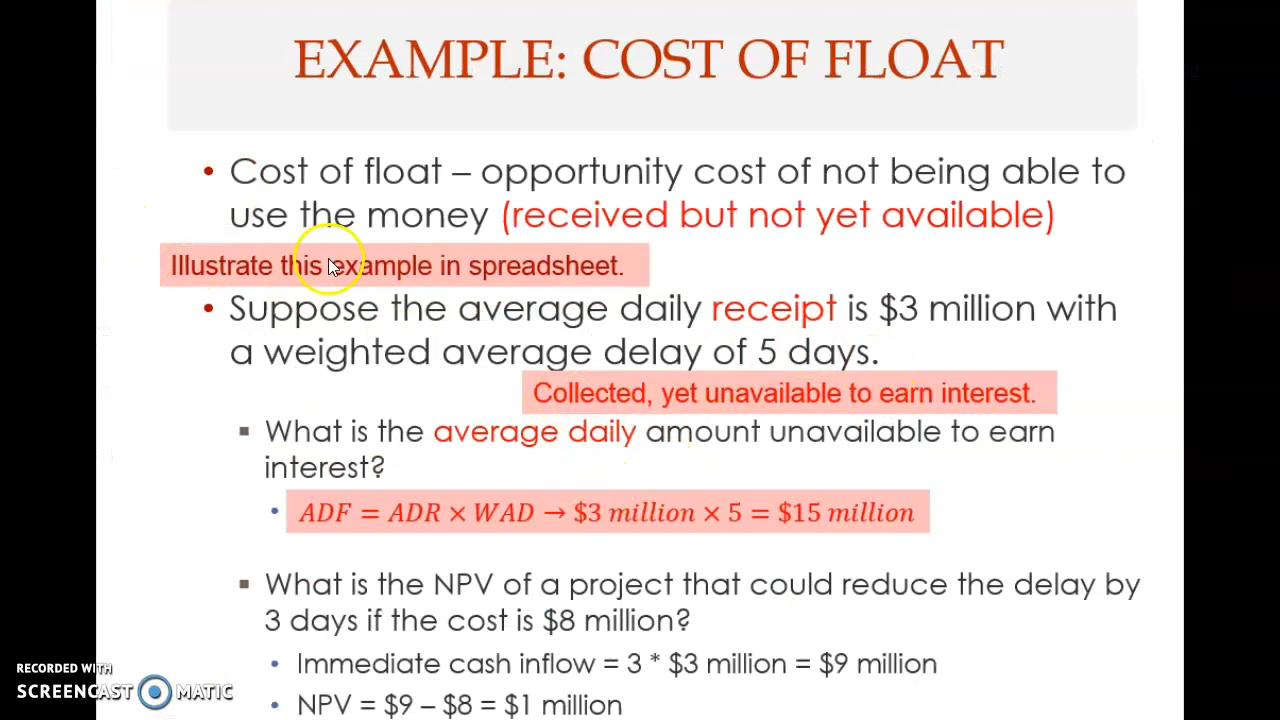 EXAMPLE: COST OF FLOAT
• Cost of float – opportunity cost of not being able to
use the money (received but not yet available)
Illustrate this example in spreadsheet.
• Suppose the average daily receipt is $3 million with
a weighted average delay of 5 days.
Collected, yet unavailable to earn interest.
▪ What is the average daily amount unavailable to earn
interest?
• ADF = ADR × WAD → $3 million × 5 = $15 million
▪ What is the NPV of a project that could reduce the delay by
3 days if the cost is $8 million?
• Immediate cash inflow = 3 * $3 million = $9 million
• NPV = $9 – $8 = $1 million
RECORDED WITH
SCREENCAST MATIC